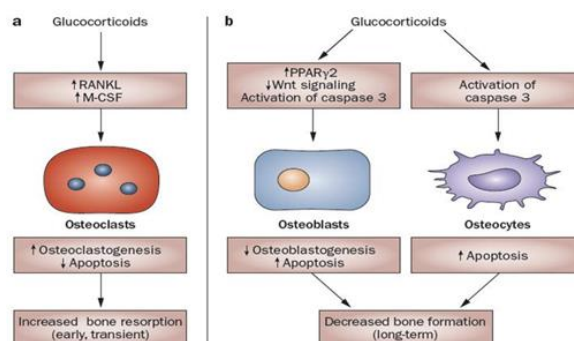 a
Glucocorticoids
↑RANKL
↑M-CSF
Osteoclasts
↑ Osteoclastogenesis
↓ Apoptosis
Increased bone resorption
(early, transient)
b
Glucocorticoids
↑PPARγ2
↓Wnt signaling
Activation of caspase 3
Osteoblasts
↓ Osteoblastogenesis
↑ Apoptosis
Activation of
caspase 3
Osteocytes
↑ Apoptosis
Decreased bone formation
(long-term)